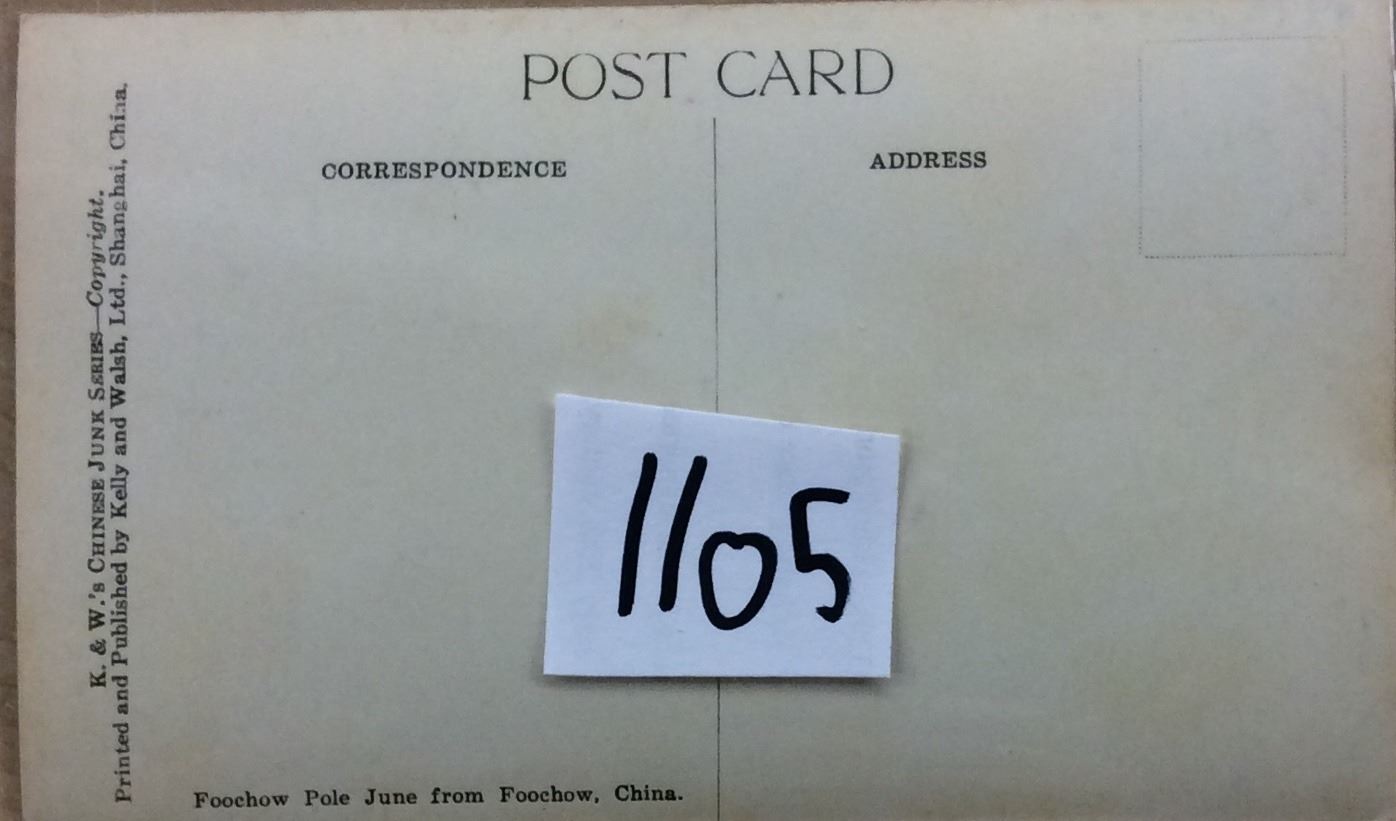 POST CARD
CORRESPONDENCE
ADDRESS
K. & W.'s CHINESE JUNK SERIES—Copyright.
Printed and Published by Kelly and Walsh, Ltd., Shanghai, China.
1105
Foochow Pole June from Foochow, China.